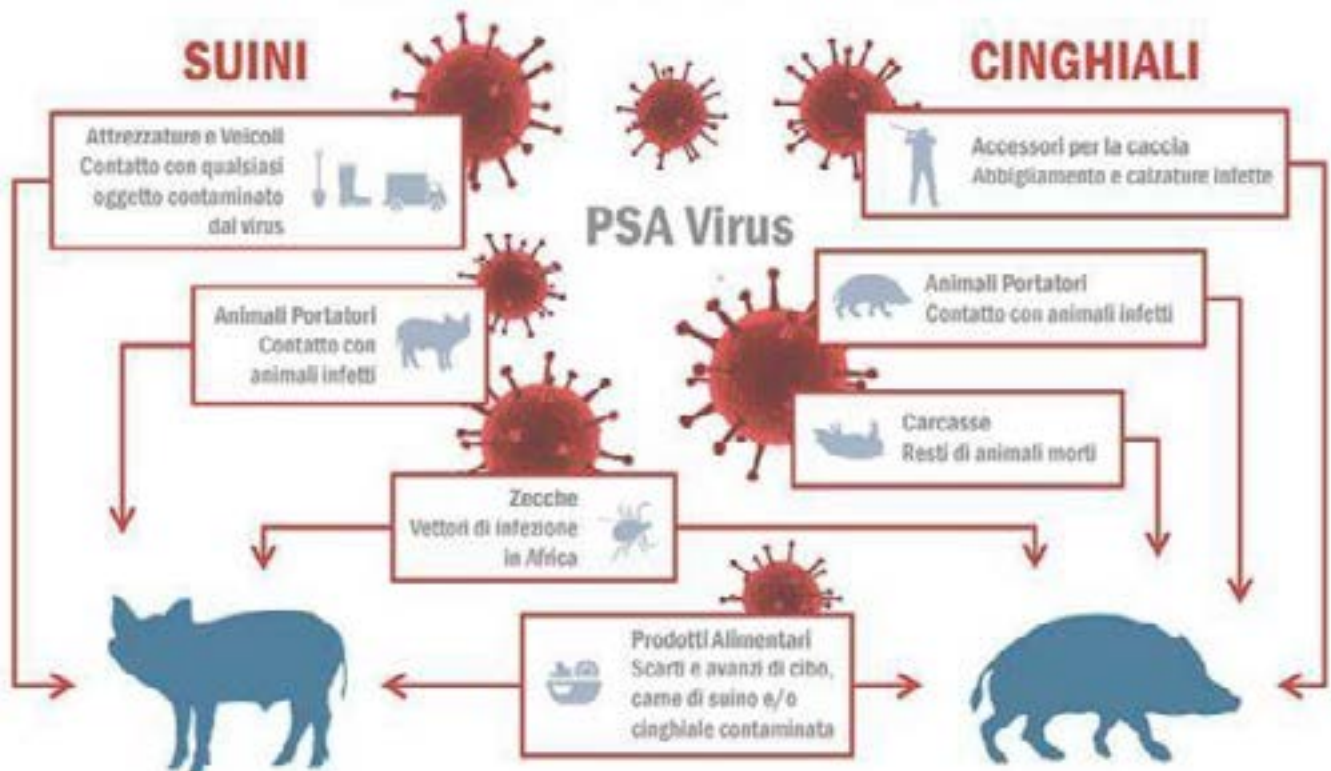 SUINI
CINGHIALI
Attrezzature e Veicoli
Contatto con qualsiasi
oggetto contaminato
dal virus
Accessori per la caccia
Abbigliamento e calzature infette
PSA Virus
Animali Portatori
Contatto con
animali infetti
Animali Portatori
Contatto con animali infetti
Carcasse
Resti di animali morti
Zecche
Vettori di infezione
in Africa
Prodotti Alimentari
Scarti e avanzi di cibo,
carne di suino e/o
cinghiale contaminata